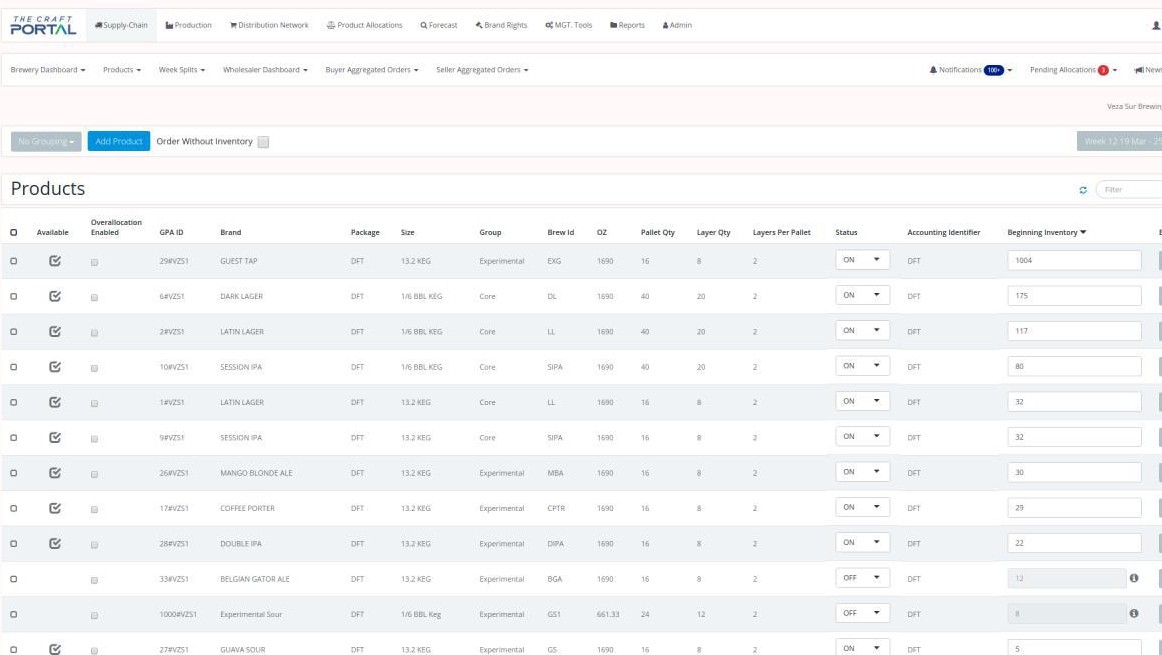 THE CRAFT
PORTAL
Supply-Chain Production Distribution Network Product Allocations Forecast Brand Rights MGT. Tools Reports Admin
Brewery Dashboard Products Week Splits Wholesaler Dashboard Buyer Aggregated Orders Seller Aggregated Orders Notifications 100+ Pending Allocations 3 New
Veza Sur Brewing
No Grouping Add Product Order Without Inventory Week 12-19 Mar - 25
Products Filter
Available Overallocation Enabled GPA ID Brand Package Size Group Brew Id OZ Pallet Qty Layer Qty Layers Per Pallet Status Accounting Identifier Beginning Inventory
29#VZS1 GUEST TAP DFT 13.2 KEG Experimental EXG 1690 16 8 2 ON DFT 1004
6#VZS1 DARK LAGER DFT 1/6 BBL KEG Core DL 1690 40 20 2 ON DFT 175
2#VZS1 LATIN LAGER DFT 1/6 BBL KEG Core LL 1690 40 20 2 ON DFT 117
10#VZS1 SESSION IPA DFT 1/6 BBL KEG Core SIPA 1690 40 20 2 ON DFT 80
1#VZS1 LATIN LAGER DFT 13.2 KEG Core LL 1690 16 8 2 ON DFT 32
9#VZS1 SESSION IPA DFT 13.2 KEG Core SIPA 1690 16 8 2 ON DFT 32
26#VZS1 MANGO BLONDE ALE DFT 13.2 KEG Experimental MBA 1690 16 8 2 ON DFT 30
17#VZS1 COFFEE PORTER DFT 13.2 KEG Experimental CPTR 1690 16 8 2 ON DFT 29
28#VZS1 DOUBLE IPA DFT 13.2 KEG Experimental DIPA 1690 16 8 2 ON DFT 22
33#VZS1 BELGIAN GATOR ALE DFT 13.2 KEG Experimental BGA 1690 16 8 2 OFF DFT 12
1000#VZS1 Experimental Sour DFT 1/6 BBL Keg Experimental GS1 661.33 24 12 2 OFF DFT 8
27#VZS1 GUAVA SOUR DFT 13.2 KEG Experimental GS 1690 16 8 2 ON DFT 5